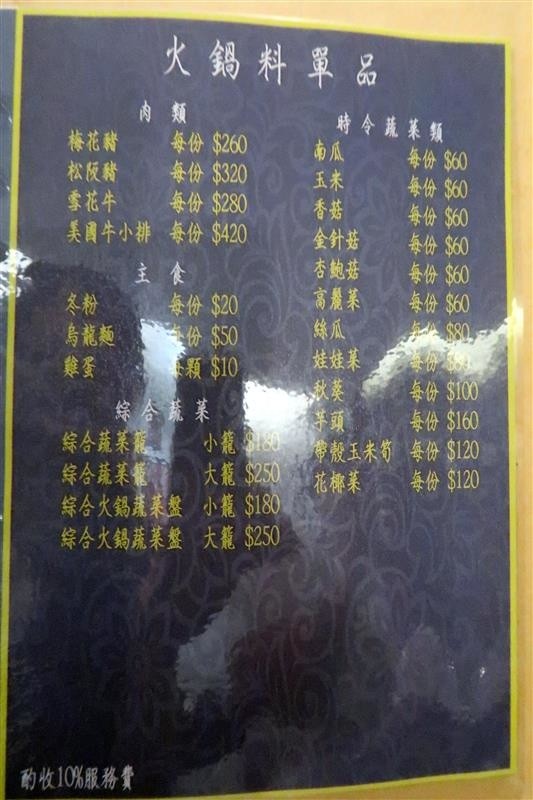 火鍋料單品
肉類
梅花豬 每份 $260
松阪豬 每份 $320
雪花牛 每份 $280
美國牛小排 每份 $420
主食
冬粉 每份 $20
烏龍麵 每份 $50
雞蛋 每顆 $10
綜合蔬菜
綜合蔬菜籠 小籠 $180
綜合蔬菜籠 大籠 $250
綜合火鍋蔬菜盤 小籠 $180
綜合火鍋蔬菜盤 大籠 $250
時令蔬菜類
南瓜 每份 $60
玉米 每份 $60
香菇 每份 $60
金針菇 每份 $60
杏鮑菇 每份 $60
高麗菜 每份 $60
絲瓜 每份 $80
娃娃菜 每份 $80
秋葵 每份 $100
芋頭 每份 $160
帶殼玉米筍 每份 $120
花椰菜 每份 $120
酌收10%服務費